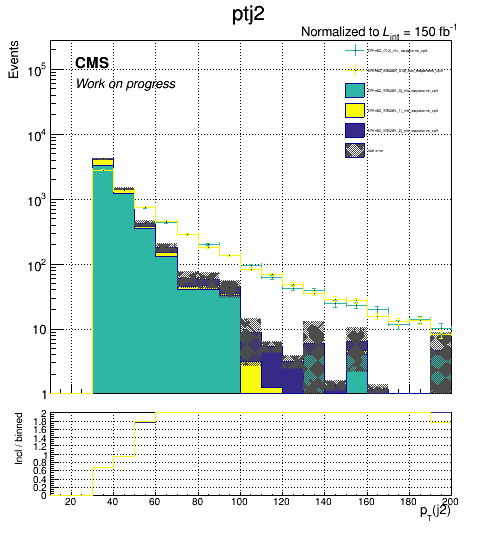 ptj2
Normalized to L_int = 150 fb^-1
CMS
Work on progress
Events
10^5
10^4
10^3
10^2
10
1
stat error
Incl / binned
2
1.8
1.6
1.4
1.2
1
0.8
0.6
0.4
0.2
0
20 40 60 80 100 120 140 160 180 200
p_T(j2)